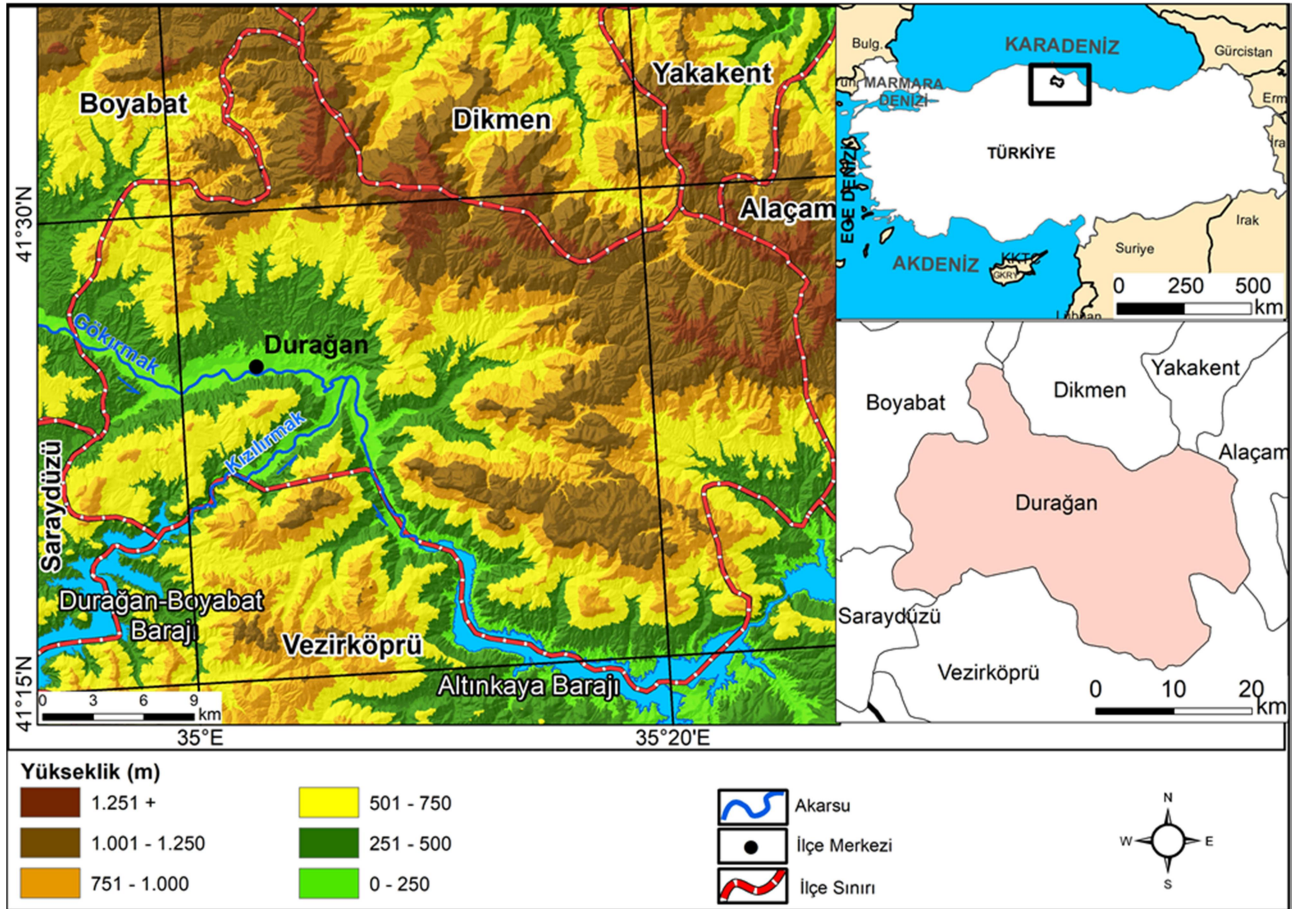 Boyabat
Dikmen
Yakakent
Alaçam
41°30'N
Gökırmak
Durağan
Kızılırmak
Saraydüzü
Durağan-Boyabat
Barajı
Vezirköprü
Altınkaya Barajı
41°15'N
0 3 6 9
km
35°E
35°20'E
Bulg.
KARADENİZ
Gürcistan
MARMARA
DENİZİ
Erm
TÜRKİYE
EGE DENİZİ
AKDENİZ
KKTC
GKRY
Suriye
Irak
Lübnan
0 250 500
km
Boyabat
Dikmen
Yakakent
Alaçam
Durağan
Saraydüzü
Vezirköprü
0 10 20
km
Yükseklik (m)
1.251 +
1.001 - 1.250
751 - 1.000
501 - 750
251 - 500
0 - 250
Akarsu
İlçe Merkezi
İlçe Sınırı
N
W E
S